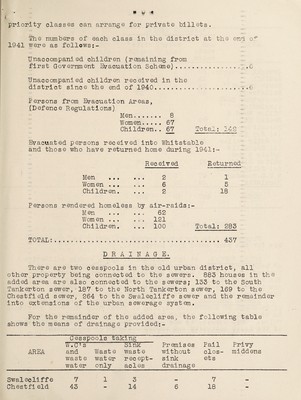 priority classes can arrange for private billets.
The numbers of each class in the district at the end of
1941 were as follows:-
Unaccompanied children (remaining from
first Government Evacuation Scheme)..................6
Unaccompanied children received in the
district since the end of 1940.......................6
Persons from Evacuation Areas,
(Defence Regulations)
Men....... 8
Women..... 67
Children.. 67 Total: 142
Evacuated persons received into Whitstable
and those who have returned home during 1941:-
Received Returned
Men ... ... 2 1
Women ... ... 6 5
Children. ... 2 18
Persons rendered homeless by air-raids:-
Men ... ... 62
Women ... ... 121
Children. ... 100 Total: 283
TOTAL:............................................. 437
DRAINAGE.
There are two cesspools in the old urban district, all
other property being connected to the sewers. 883 houses in the
added area are also connected to the sewers; 133 to the South
Tankerton sewer, 187 to the North Tankerton sewer, 169 to the
Chestfield sewer, 264 to the Swalecliffe sewer and the remainder
into extensions of the urban sewerage system.
For the remainder of the added area, the following table
shows the means of drainage provided:-
Cesspools taking
W.C's Sink Premises Pail Privy
AREA and Waste waste without clos- middens
waste water recept- sink ets
water only acles drainage
Swalecliffe 7 1 3 - 7 -
Chestfield 43 - 14 6 18 -